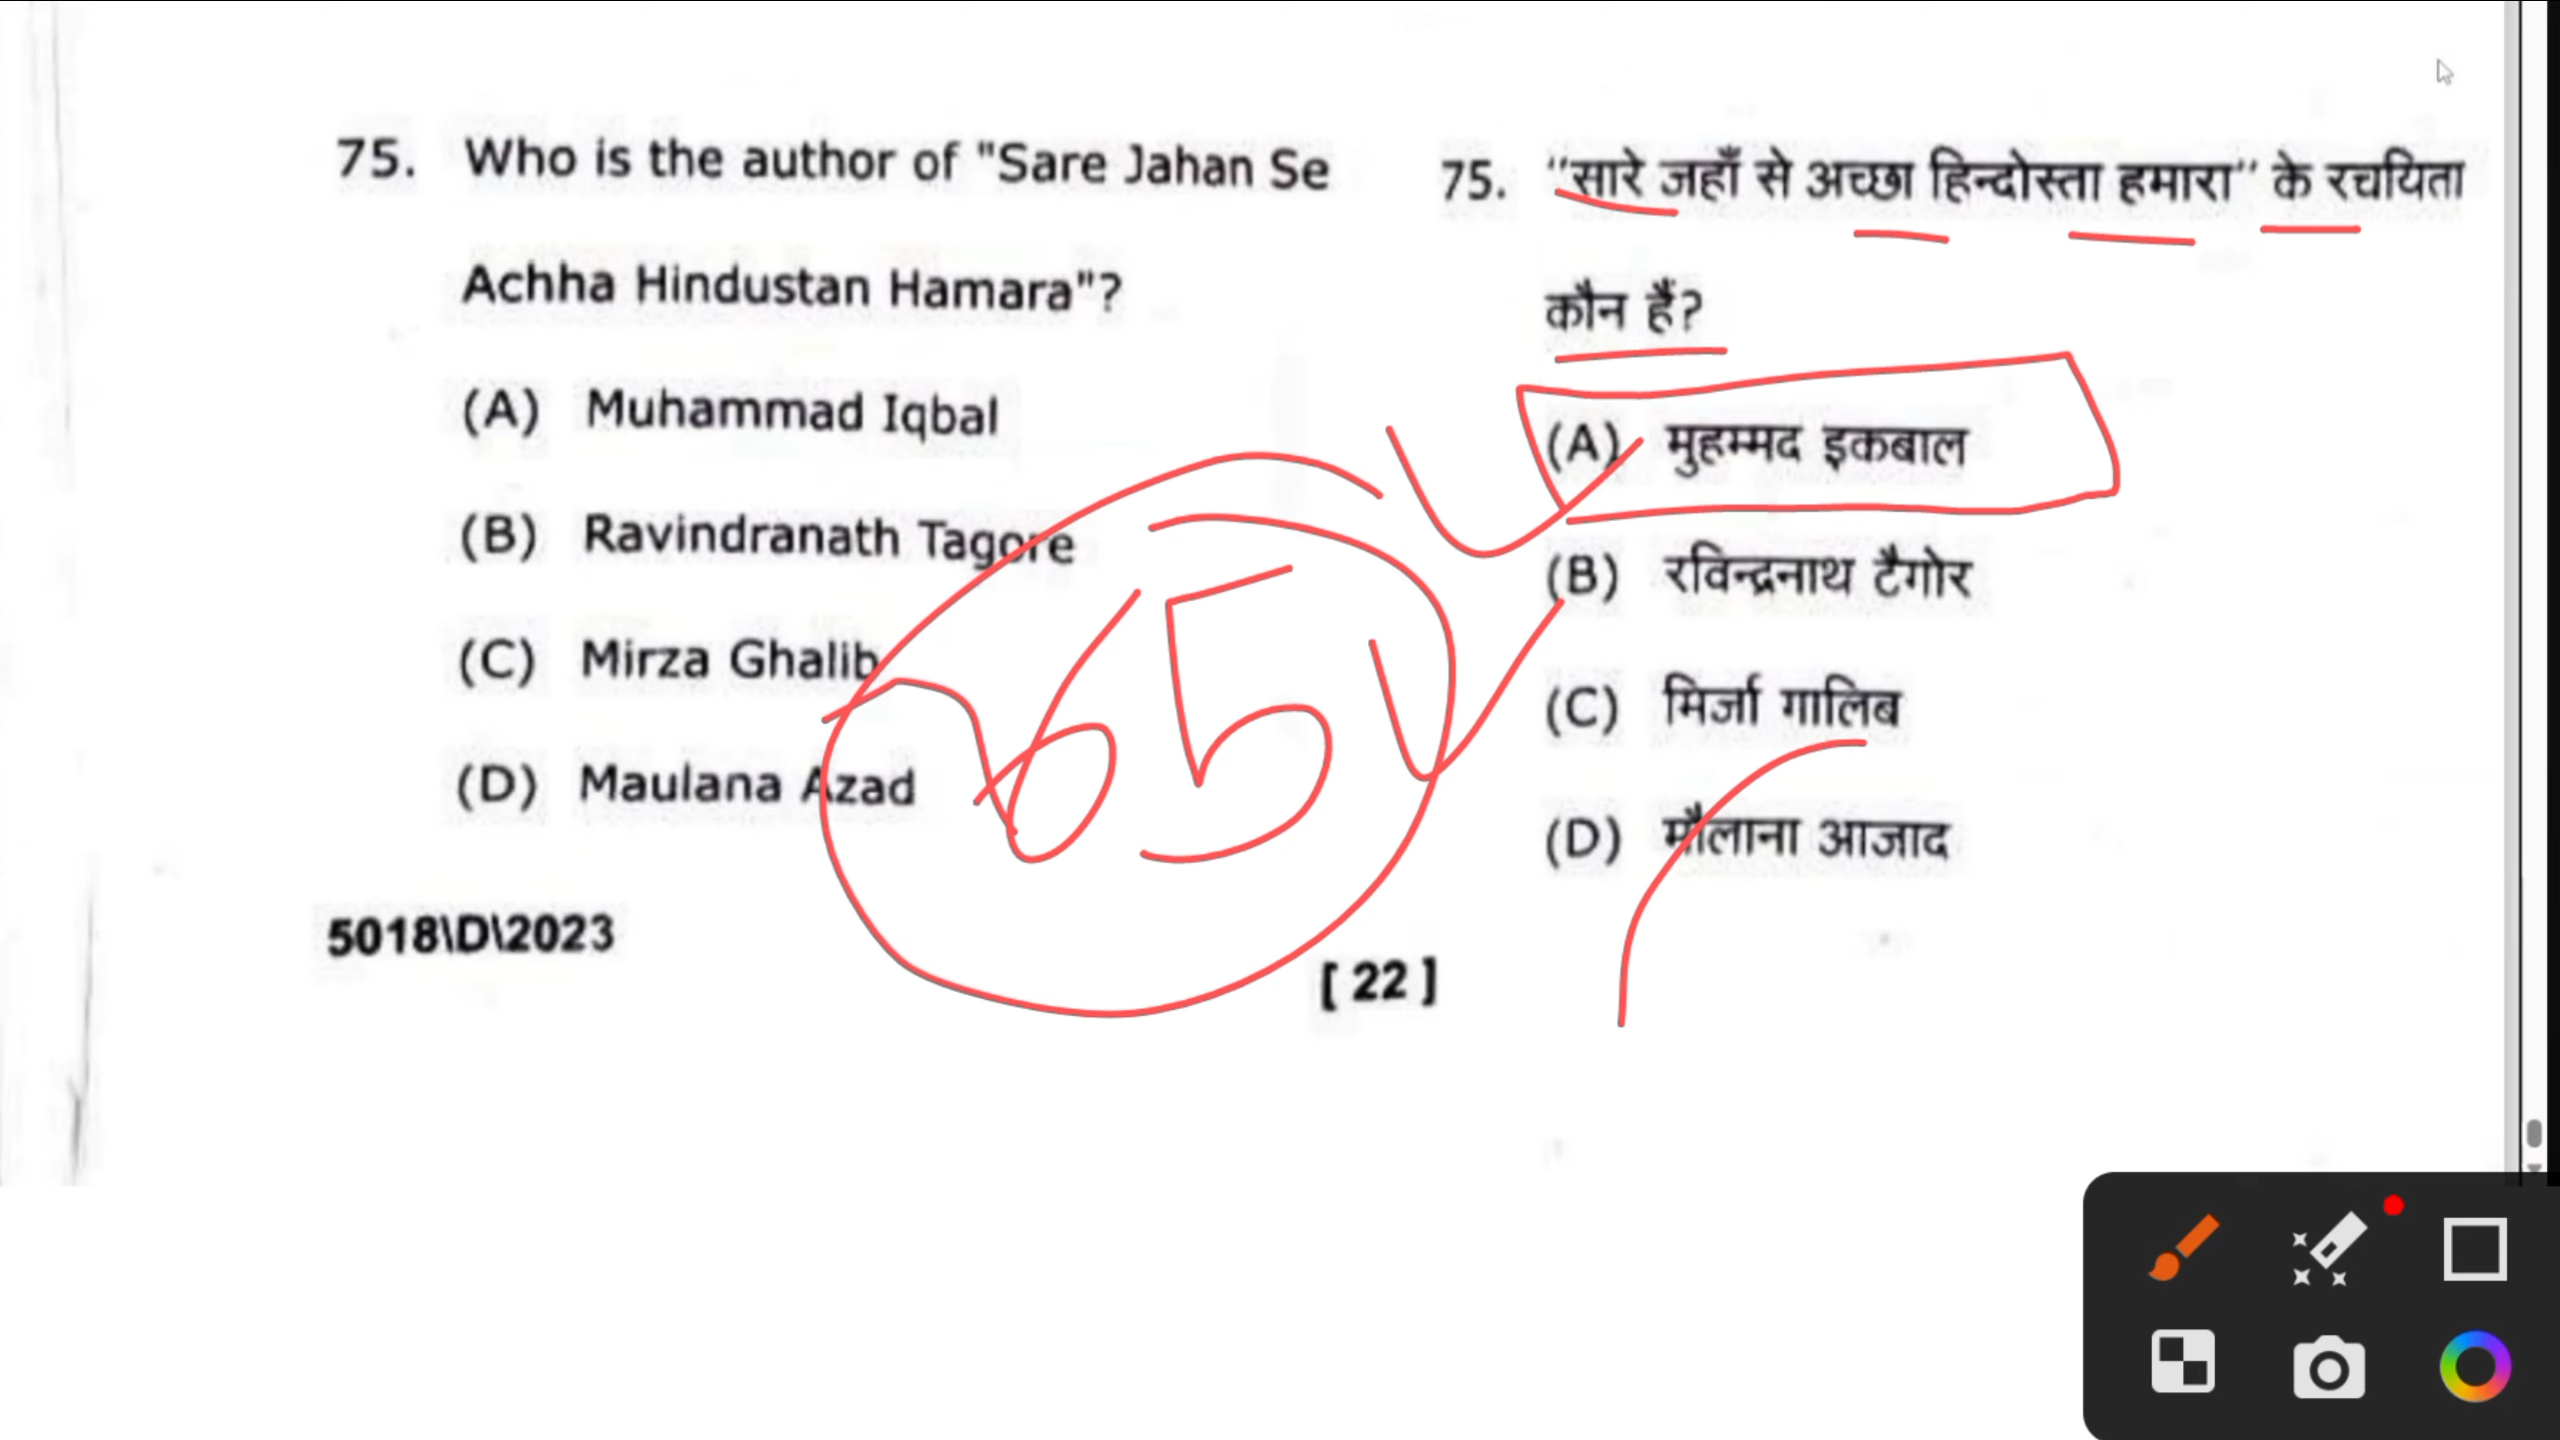 75. Who is the author of "Sare Jahan Se
Achha Hindustan Hamara"?
(A) Muhammad Iqbal
(B) Ravindranath Tagore
(C) Mirza Ghalib
(D) Maulana Azad
5018\D\2023
75. "सारे जहाँ से अच्छा हिन्दोस्ता हमारा" के रचयिता
कौन हैं?
(A) मुहम्मद इकबाल
(B) रविन्द्रनाथ टैगोर
(C) मिर्जा गालिब
(D) मौलाना आजाद
65
[ 22 ]